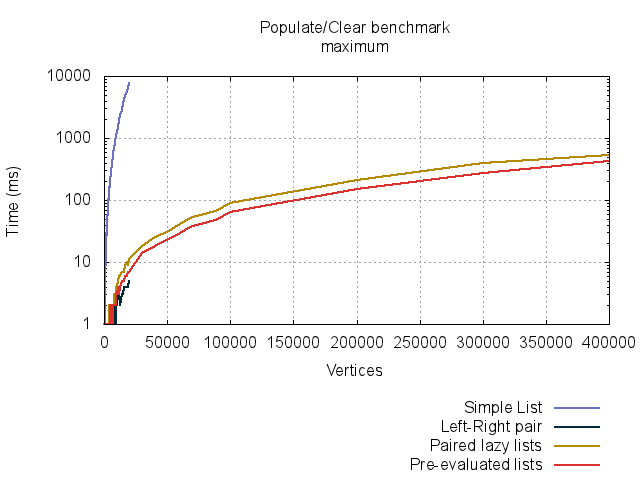 Populate/Clear benchmark
maximum
10000
1000
100
10
1
Time (ms)
0 50000 100000 150000 200000 250000 300000 350000 400000
Vertices
Simple List
Left-Right pair
Paired lazy lists
Pre-evaluated lists